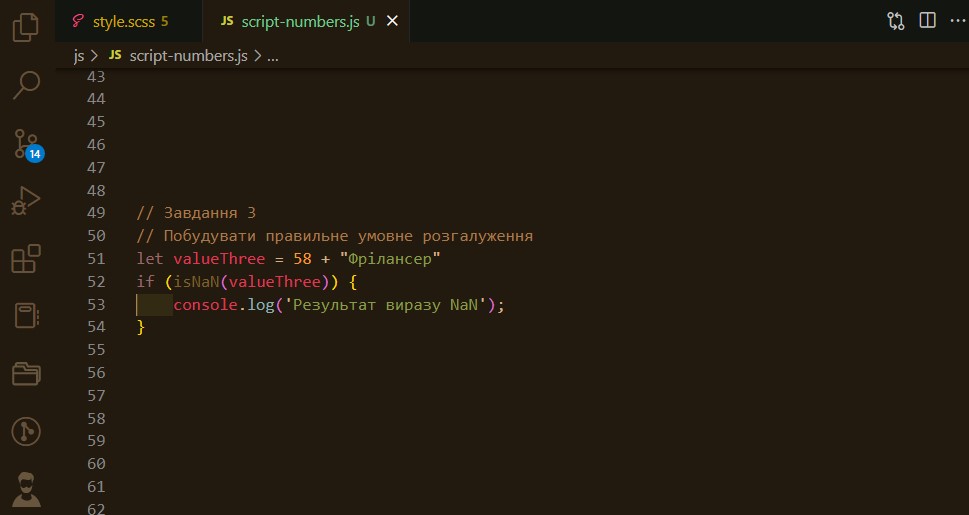 style.scss 5
JS script-numbers.js U
js > JS script-numbers.js > ...
43
44
45
46
47
48
49 // Завдання 3
50 // Побудувати правильне умовне розгалуження
51 let valueThree = 58 + "Фрілансер"
52 if (isNaN(valueThree)) {
53 console.log('Результат виразу NaN');
54 }
55
56
57
58
59
60
61
62
14